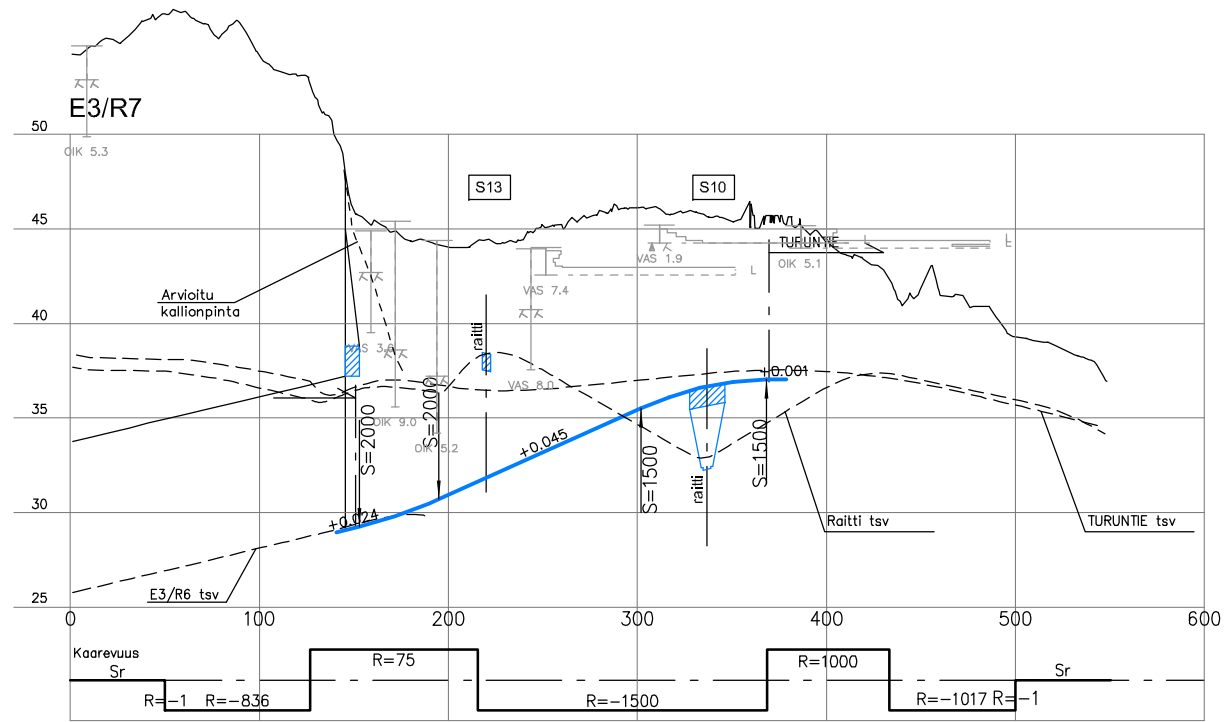 E3/R7
50
OIK 5.3
S13
S10
45
TURUNTIE
L
L
VAS 1.9
OIK 5.1
L
VAS 7.4
Arvioitu
kallionpinta
40
raitti
VAS 3.6
VAS 8.0
+0.001
35
OIK 9.0
S=2000
S=2000
OIK 5.2
+0.045
S=1500
S=1500
raitti
30
+0.024
Raitti tsv
TURUNTIE tsv
E3/R6 tsv
25
0
100
200
300
400
500
600
Kaarevuus
Sr
R=75
R=1000
Sr
R=-1
R=-836
R=-1500
R=-1017
R=-1